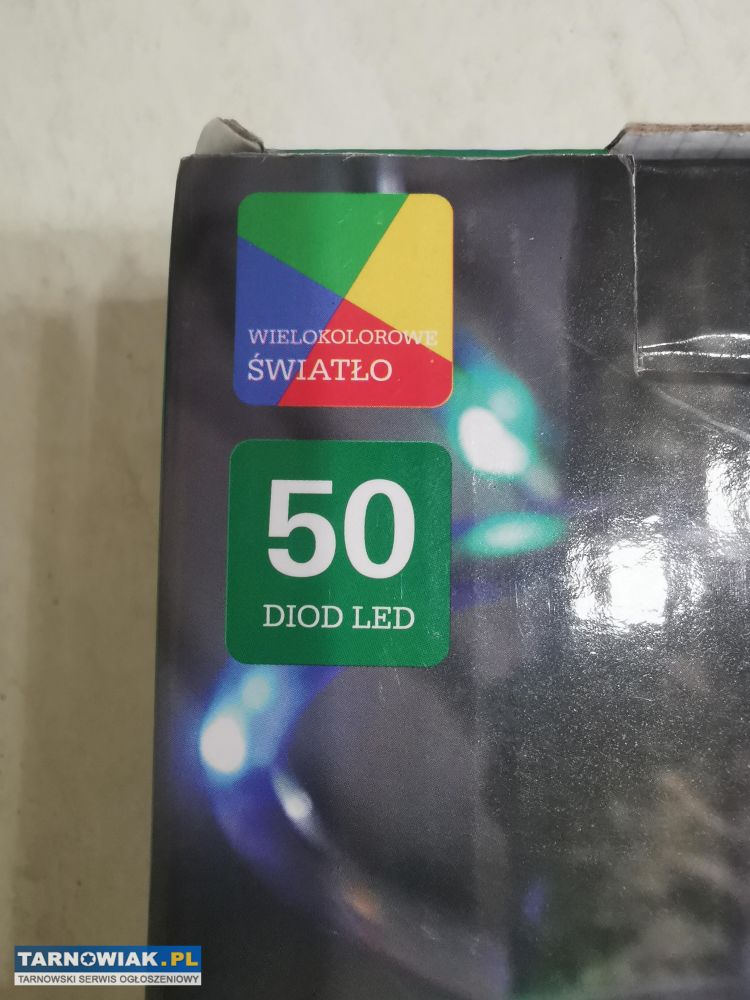 WIELOKOLOROWE
ŚWIATŁO
50
DIOD LED
TARNOWIAK.PL
TARNOWSKI SERWIS OGŁOSZENIOWY